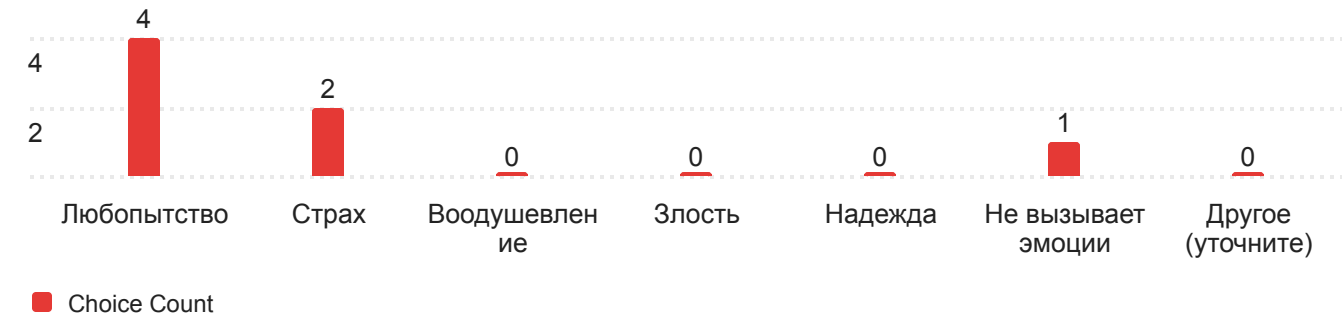 4
4
2
2
1
0
0
0
0
Любопытство
Страх
Воодушевлен
ие
Злость
Надежда
Не вызывает
эмоции
Другое
(уточните)
Choice Count